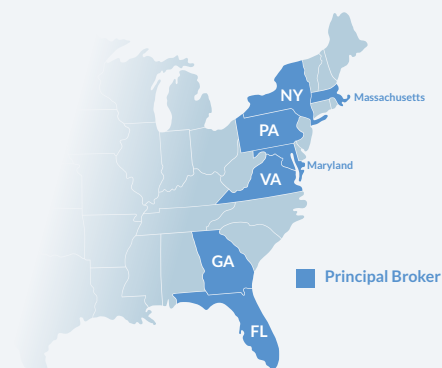 NY
Massachusetts
PA
Maryland
VA
GA
Principal Broker
FL